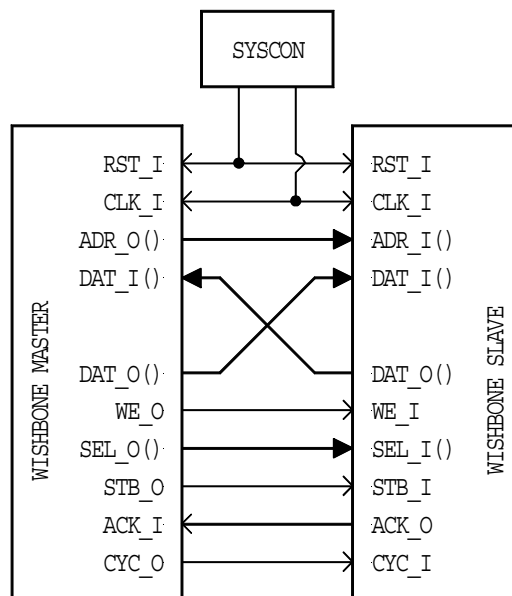 SYSCON
WISHBONE MASTER
RST_I
CLK_I
ADR_O()
DAT_I()
DAT_O()
WE_O
SEL_O()
STB_O
ACK_I
CYC_O
RST_I
CLK_I
ADR_I()
DAT_I()
DAT_O()
WE_I
SEL_I()
STB_I
ACK_O
CYC_I
WISHBONE SLAVE